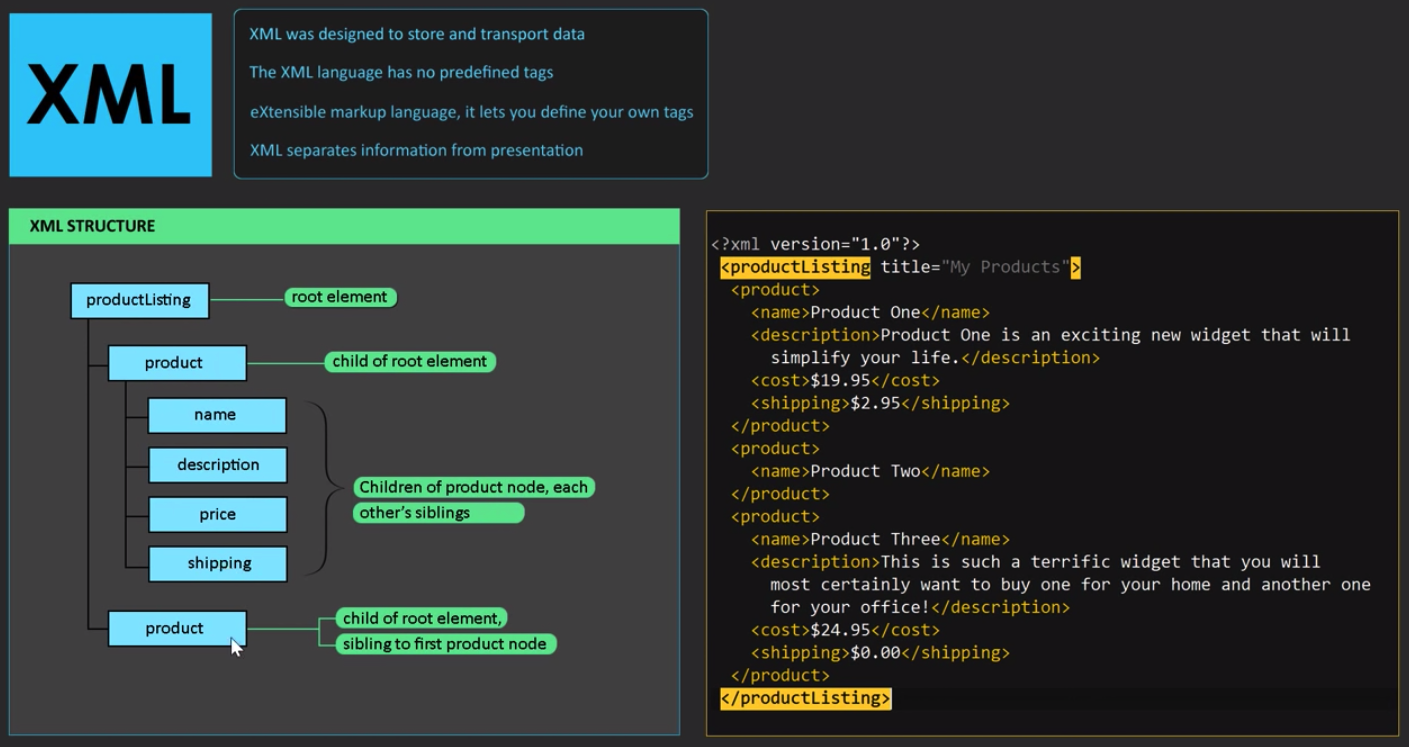 XML
XML was designed to store and transport data
The XML language has no predefined tags
eXtensible markup language, it lets you define your own tags
XML separates information from presentation
XML STRUCTURE
productListing
root element
product
child of root element
name
description
price
shipping
Children of product node, each
other's siblings
product
child of root element,
sibling to first product node
<?xml version="1.0"?>
<productListing title="My Products">
<product>
<name>Product One</name>
<description>Product One is an exciting new widget that will
simplify your life.</description>
<cost>$19.95</cost>
<shipping>$2.95</shipping>
</product>
<product>
<name>Product Two</name>
</product>
<product>
<name>Product Three</name>
<description>This is such a terrific widget that you will
most certainly want to buy one for your home and another one
for your office!</description>
<cost>$24.95</cost>
<shipping>$0.00</shipping>
</product>
</productListing>